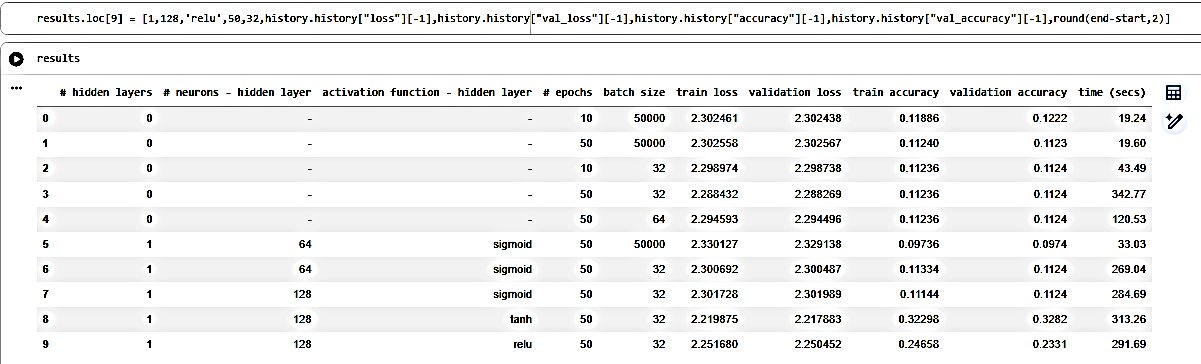 results.loc[9] = [1,128,'relu',50,32,history.history["loss"][-1],history.history["val_loss"][-1],history.history["accuracy"][-1],history.history["val_accuracy"][-1],round(end-start,2)]
results
# hidden layers # neurons - hidden layer activation function - hidden layer # epochs batch size train loss validation loss train accuracy validation accuracy time (secs)
0 0 - - 10 50000 2.302461 2.302438 0.11886 0.1222 19.24
1 0 - - 50 50000 2.302558 2.302567 0.11240 0.1123 19.60
2 0 - - 10 32 2.298974 2.298738 0.11236 0.1124 43.49
3 0 - - 50 32 2.288432 2.288269 0.11236 0.1124 342.77
4 0 - - 50 64 2.294593 2.294496 0.11236 0.1124 120.53
5 1 64 sigmoid 50 50000 2.330127 2.329138 0.09736 0.0974 33.03
6 1 64 sigmoid 50 32 2.300692 2.300487 0.11334 0.1124 269.04
7 1 128 sigmoid 50 32 2.301728 2.301989 0.11144 0.1124 284.69
8 1 128 tanh 50 32 2.219875 2.217883 0.32298 0.3282 313.26
9 1 128 relu 50 32 2.251680 2.250452 0.24658 0.2331 291.69